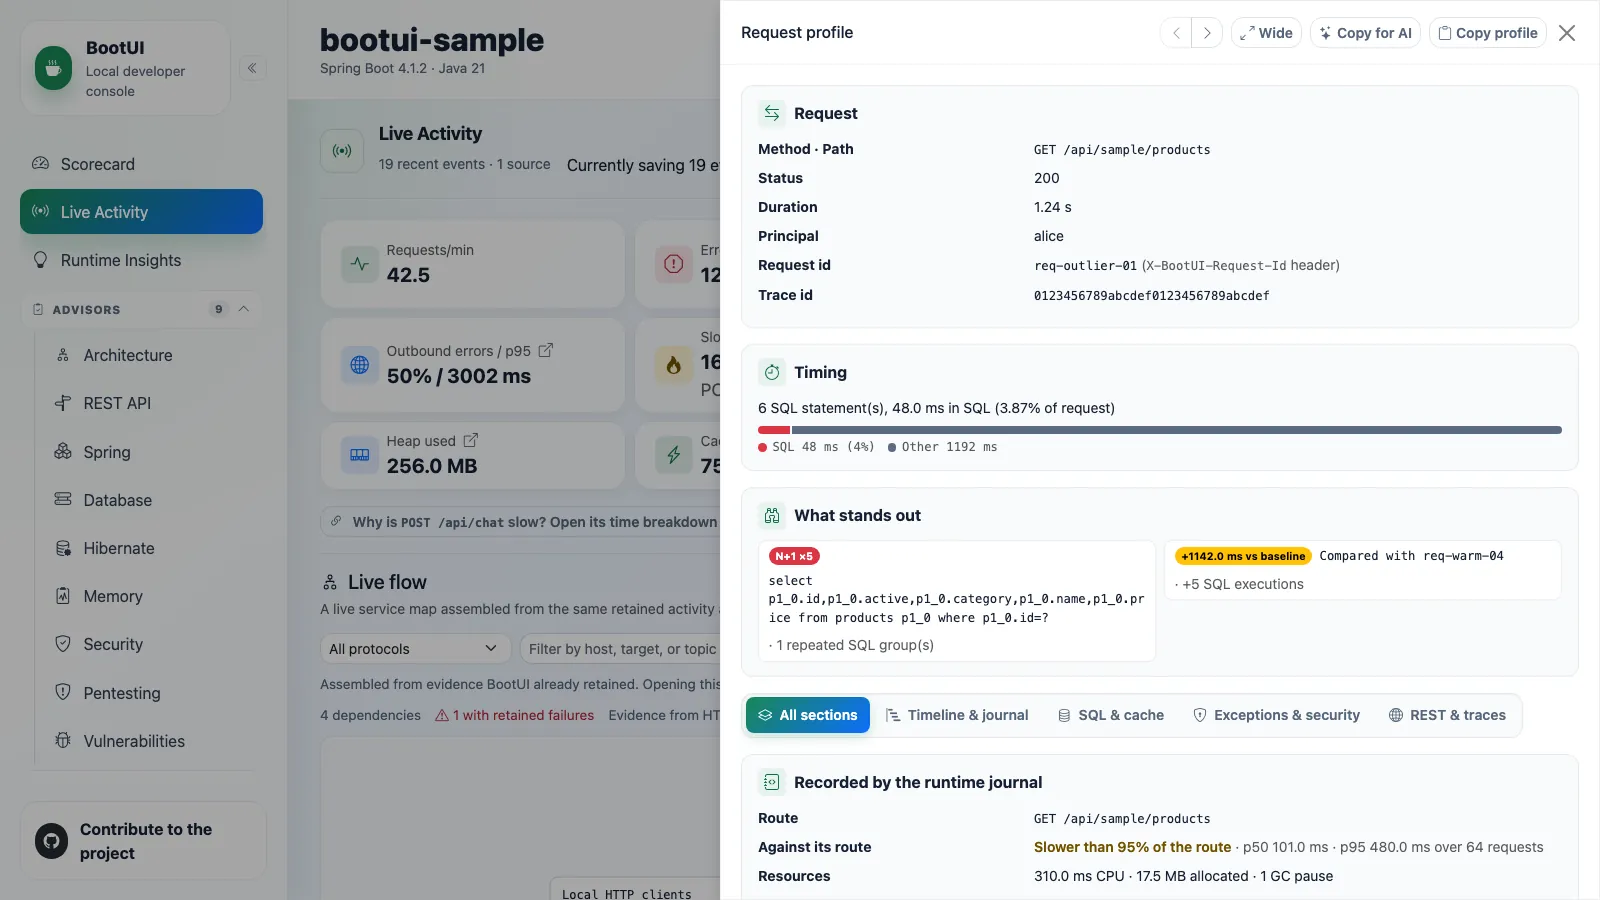 BootUI
Local developer
console
Scorecard
Live Activity
Runtime Insights
ADVISORS 9
Architecture
REST API
Spring
Database
Hibernate
Memory
Security
Pentesting
Vulnerabilities
Contribute to the
project
bootui-sample
Spring Boot 4.1.2 · Java 21
Live Activity
19 recent events · 1 source Currently saving 19 e
Requests/min
42.5
Err
12
Outbound errors / p95
50% / 3002 ms
Slo
16
PC
Heap used
256.0 MB
Ca
75
Why is POST /api/chat slow? Open its time breakdown
Live flow
A live service map assembled from the same retained activity
All protocols
Filter by host, target, or topic
Assembled from evidence BootUI already retained. Opening this
4 dependencies 1 with retained failures Evidence from HT
Local HTTP clients
Request profile
Wide
Copy for AI
Copy profile
Request
Method · Path GET /api/sample/products
Status 200
Duration 1.24 s
Principal alice
Request id req-outlier-01 (X-BootUI-Request-Id header)
Trace id 0123456789abcdef0123456789abcdef
Timing
6 SQL statement(s), 48.0 ms in SQL (3.87% of request)
SQL 48 ms (4%) Other 1192 ms
What stands out
N+1 ×5
select
p1_0.id,p1_0.active,p1_0.category,p1_0.name,p1_0.pr
ice from products p1_0 where p1_0.id=?
· 1 repeated SQL group(s)
+1142.0 ms vs baseline Compared with req-warm-04
· +5 SQL executions
All sections
Timeline & journal
SQL & cache
Exceptions & security
REST & traces
Recorded by the runtime journal
Route GET /api/sample/products
Against its route Slower than 95% of the route · p50 101.0 ms · p95 480.0 ms over 64 requests
Resources 310.0 ms CPU · 17.5 MB allocated · 1 GC pause